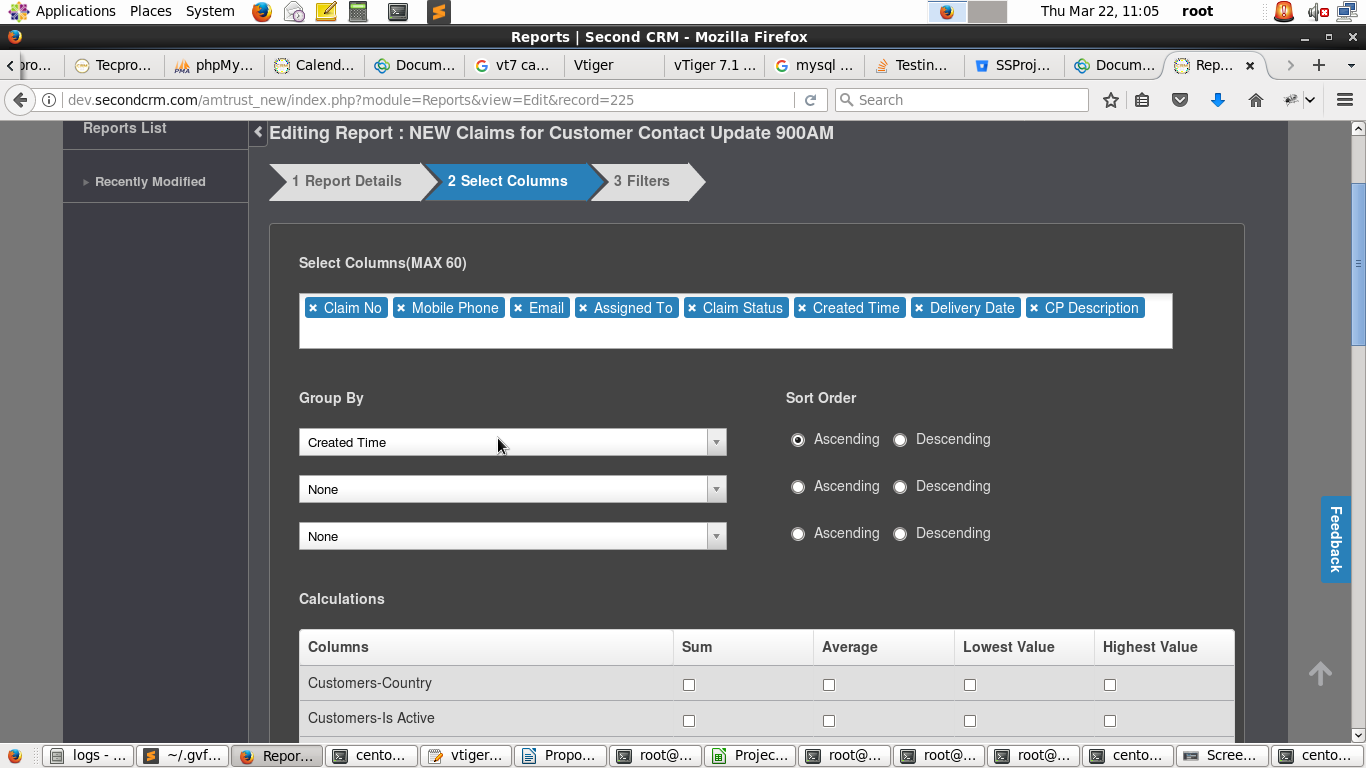 Applications Places System Thu Mar 22, 11:05 root
Reports | Second CRM - Mozilla Firefox
pro... Tecpro... phpMy... Calend... Docum... vt7 ca... Vtiger vTiger 7.1 ... mysql ... Testin... SSProj... Docum... Rep...
dev.secondcrm.com/amtrust_new/index.php?module=Reports&view=Edit&record=225 Search
Reports List
Recently Modified
Editing Report : NEW Claims for Customer Contact Update 900AM
1 Report Details 2 Select Columns 3 Filters
Select Columns(MAX 60)
Claim No Mobile Phone Email Assigned To Claim Status Created Time Delivery Date CP Description
Group By Sort Order
Created Time Ascending Descending
None Ascending Descending
None Ascending Descending
Feedback
Calculations
Columns Sum Average Lowest Value Highest Value
Customers-Country
Customers-Is Active
logs - ... ~/.gvf... Repor... cento... vtiger... Propo... root@... Projec... root@... root@... root@... cento... Scree... cento...